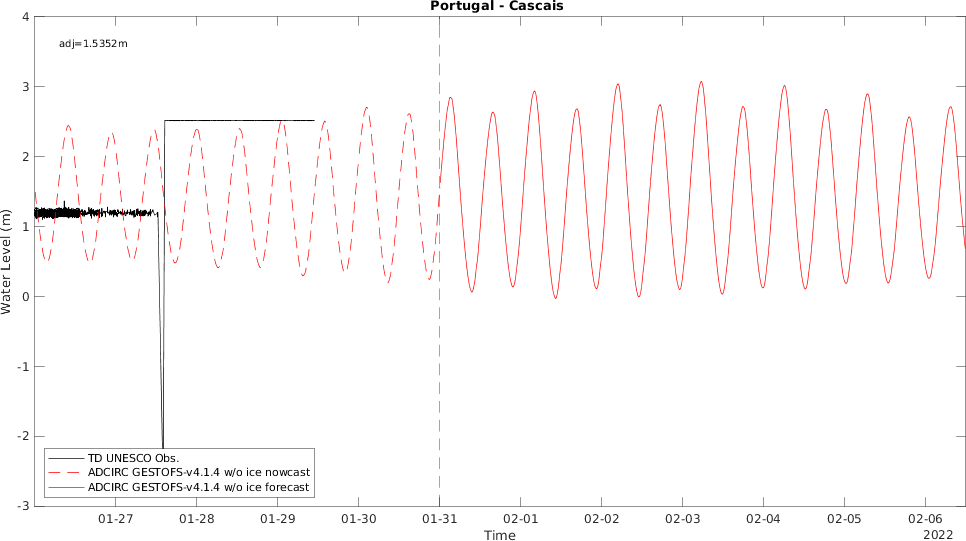 Portugal - Cascais
adj=1.5352m
4
3
2
1
0
-1
-2
-3
Water Level (m)
TD UNESCO Obs.
ADCIRC GESTOFS-v4.1.4 w/o ice nowcast
ADCIRC GESTOFS-v4.1.4 w/o ice forecast
01-27 01-28 01-29 01-30 01-31 02-01 02-02 02-03 02-04 02-05 02-06
Time
2022